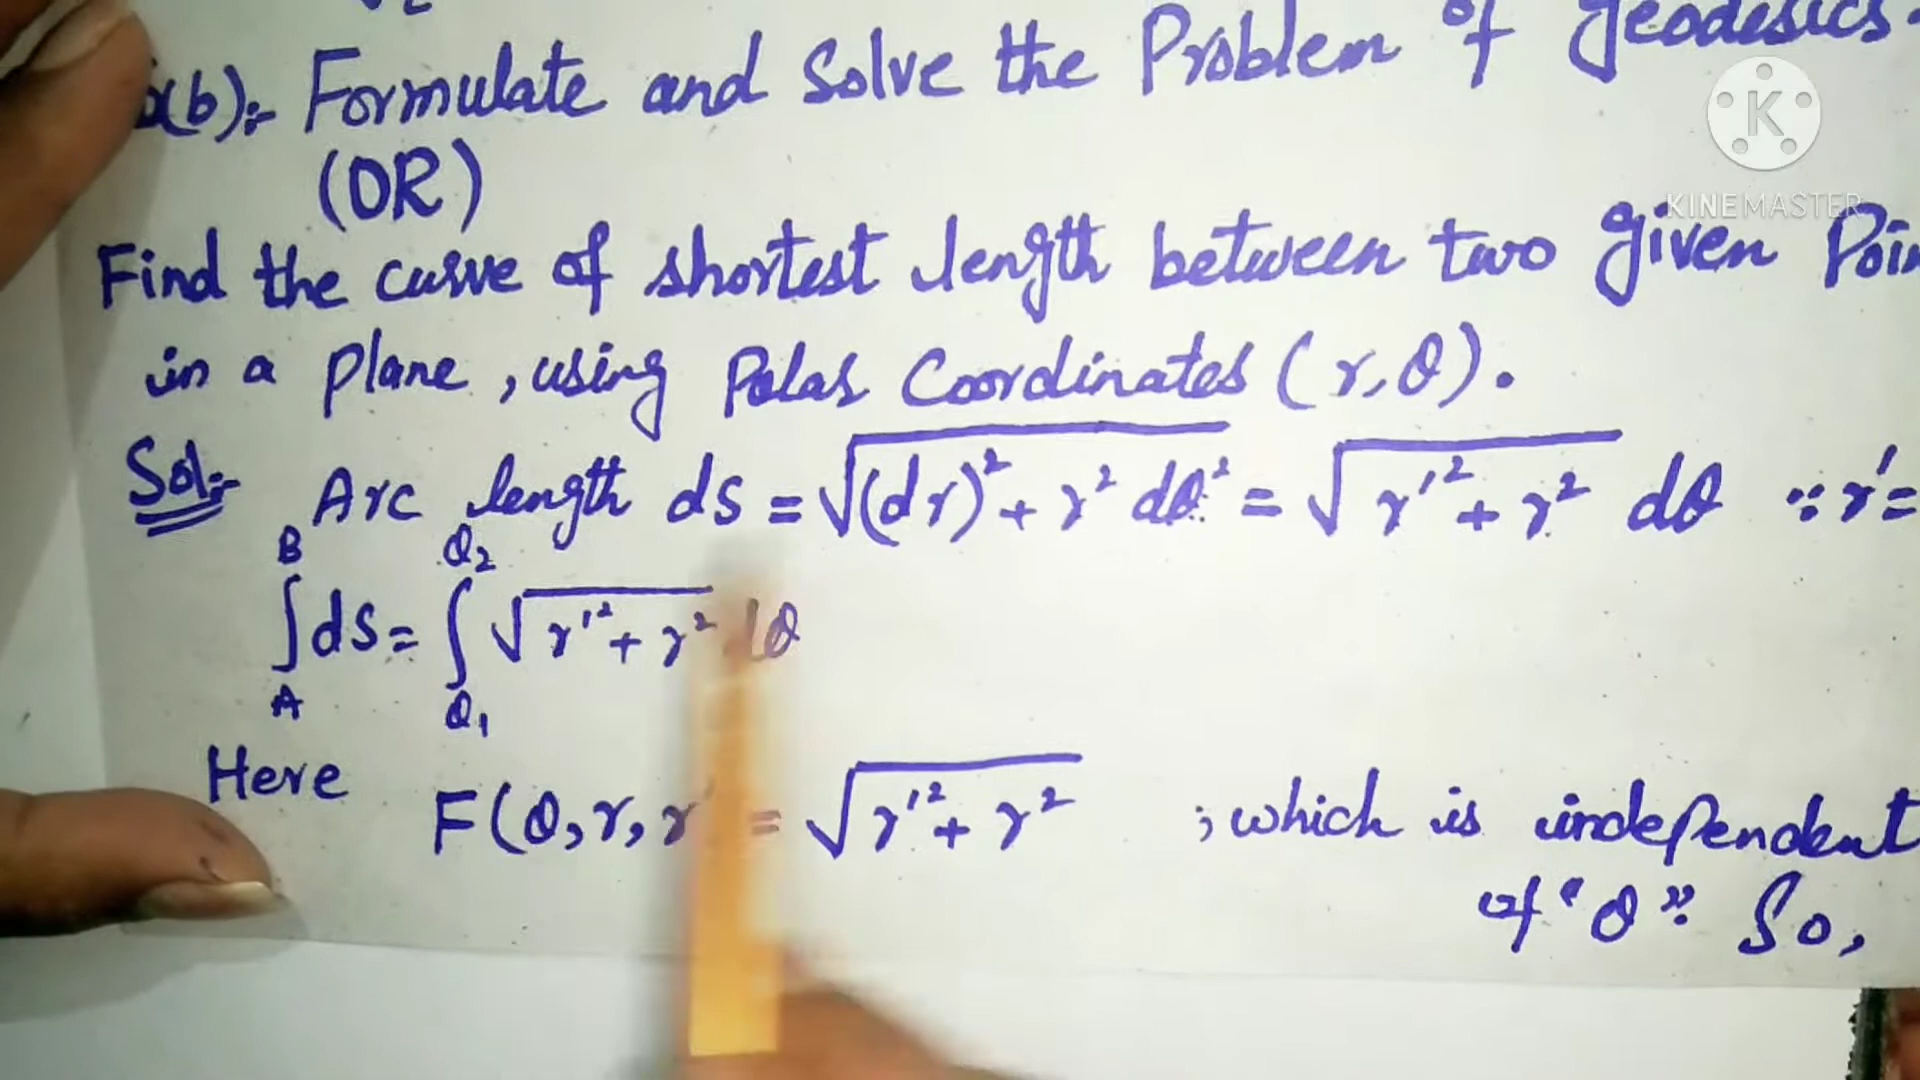 (b):- Formulate and Solve the Problem of geodesics.
(OR)
Find the curve of shortest length between two given Poin
in a plane, using Polar Coordinates (r, θ).
Sol:- Arc length ds = √((dr)² + r² dθ²) = √(r'² + r²) dθ ∵ r' =
∫_A^B ds = ∫_θ₁^θ₂ √(r'² + r²) dθ
Here F(θ, r, r' = √(r'² + r²) ; which is independent
of "θ". So,
K
KINEMASTER